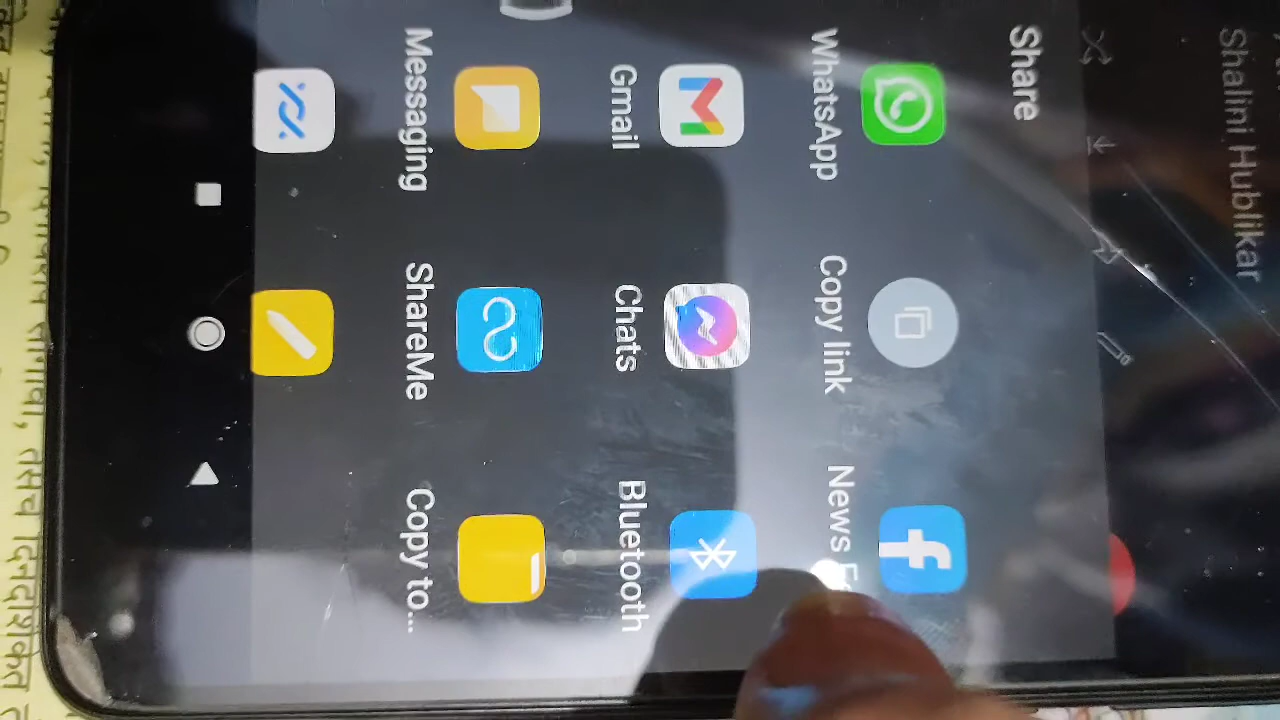 Shalini Hublikar
Share
WhatsApp Copy link News
Gmail Chats Bluetooth
Messaging ShareMe Copy to...